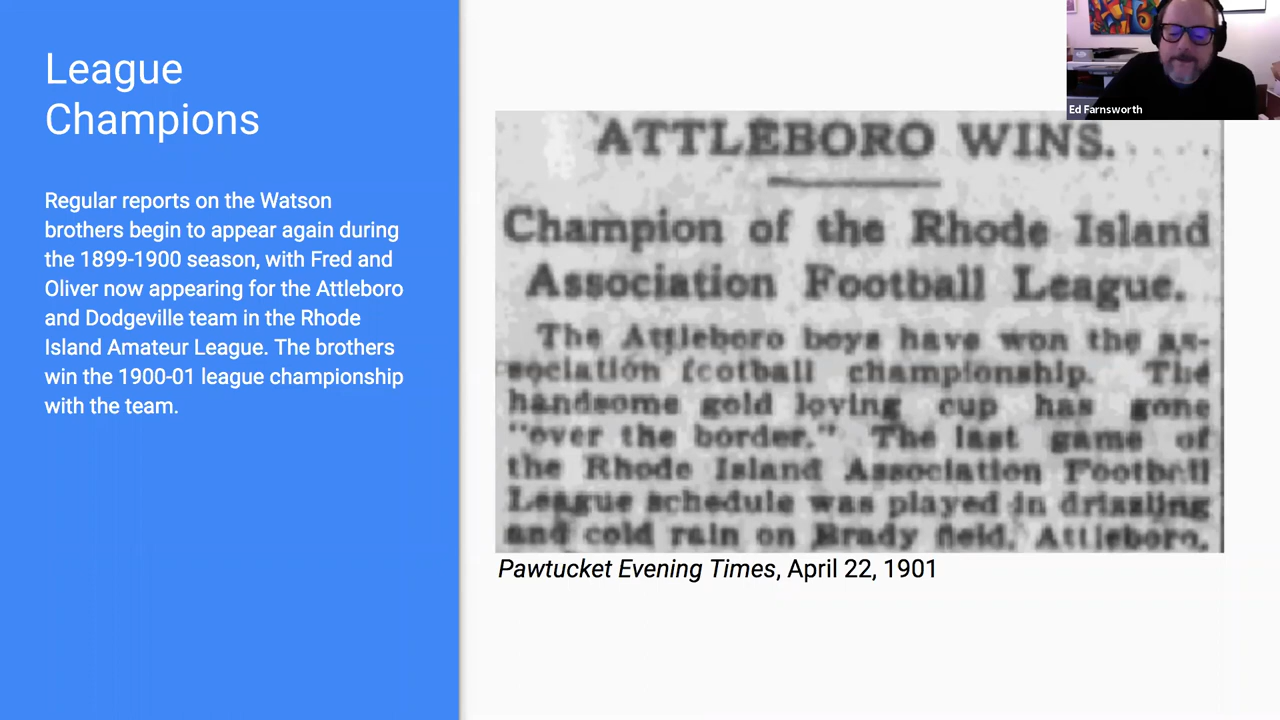 League
Champions
Regular reports on the Watson
brothers begin to appear again during
the 1899-1900 season, with Fred and
Oliver now appearing for the Attleboro
and Dodgeville team in the Rhode
Island Amateur League. The brothers
win the 1900-01 league championship
with the team.
Ed Farnsworth
ATTLEBORO WINS.
Champion of the Rhode Island
Association Football League.
The Attleboro boys have won the as-
sociation football championship. The
handsome gold loving cup has gone
"over the border." The last game of
the Rhode Island Association Football
League schedule was played in drizzling
and cold rain on Brady field, Attleboro,
Pawtucket Evening Times, April 22, 1901